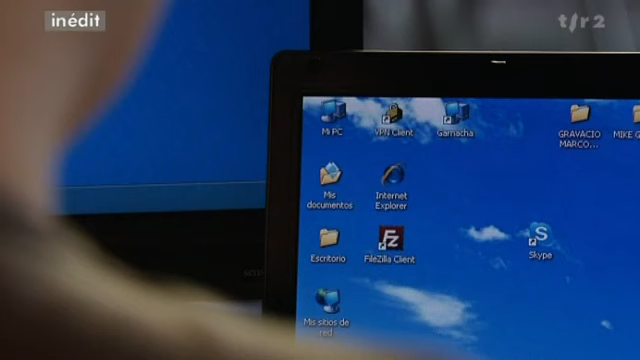 inédit
tsr2
Mi PC
VPN Client
Garnacha
GRAVACIO
MARCO...
MIKE
Mis
documentos
Internet
Explorer
Escritorio
FileZilla Client
Skype
Mis sitios de
red